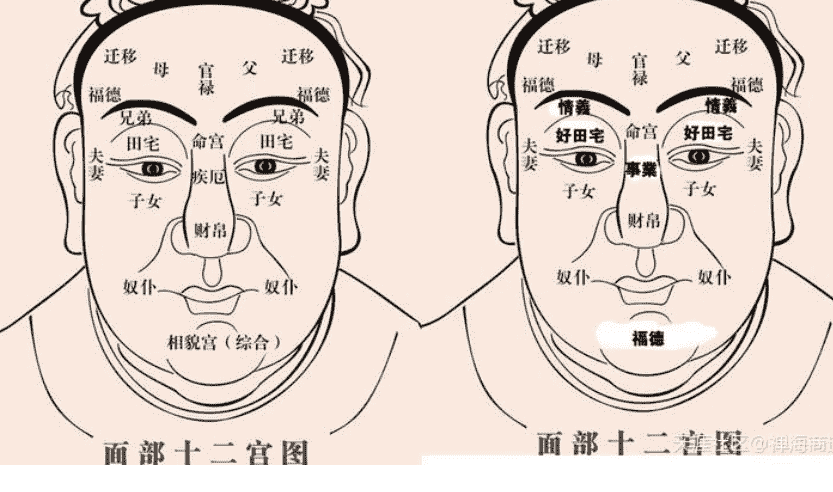 迁移 母 官禄 父 迁移
福德 福德
兄弟 兄弟
田宅 命宫 田宅
夫妻 疾厄 夫妻
子女 子女
财帛
奴仆 奴仆
相貌宫（综合）
面部十二宫图
迁移 母 官禄 父 迁移
福德 福德
情義 情義
好田宅 命宫 好田宅
夫妻 事業 夫妻
子女 子女
财帛
奴仆 奴仆
福德
面部十二宫图